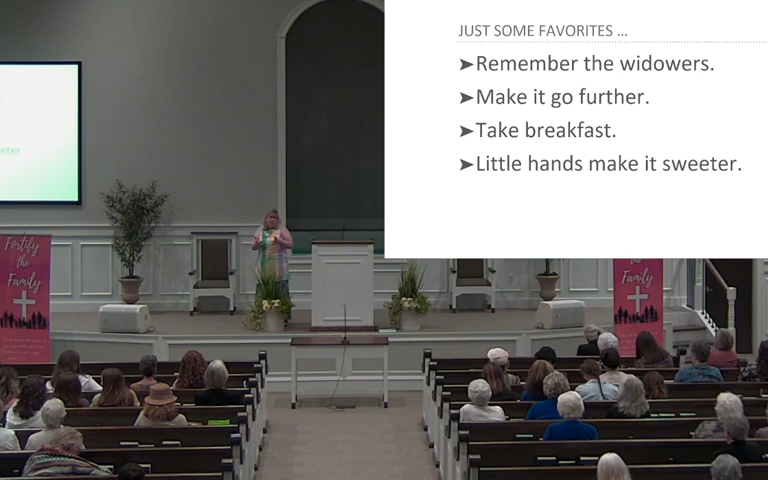 JUST SOME FAVORITES …
➤Remember the widowers.
➤Make it go further.
➤Take breakfast.
➤Little hands make it sweeter.
Fortify
the
Family
the
Family